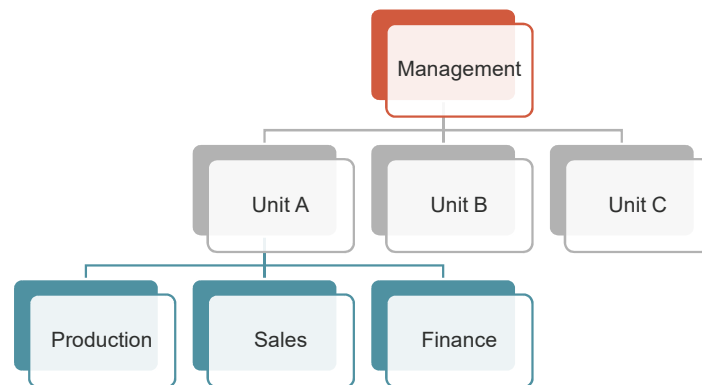 Management
Unit A
Unit B
Unit C
Production
Sales
Finance